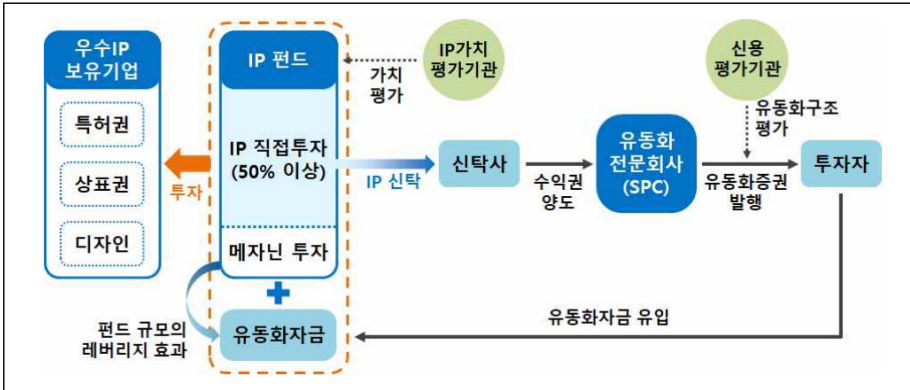 우수IP
보유기업
특허권
상표권
디자인
투자
IP 펀드
IP 직접투자
(50% 이상)
메자닌 투자
유동화자금
펀드 규모의
레버리지 효과
IP가치
평가기관
가치
평가
IP 신탁
신탁사
수익권
양도
유동화
전문회사
(SPC)
신용
평가기관
유동화구조
평가
유동화증권
발행
투자자
유동화자금 유입